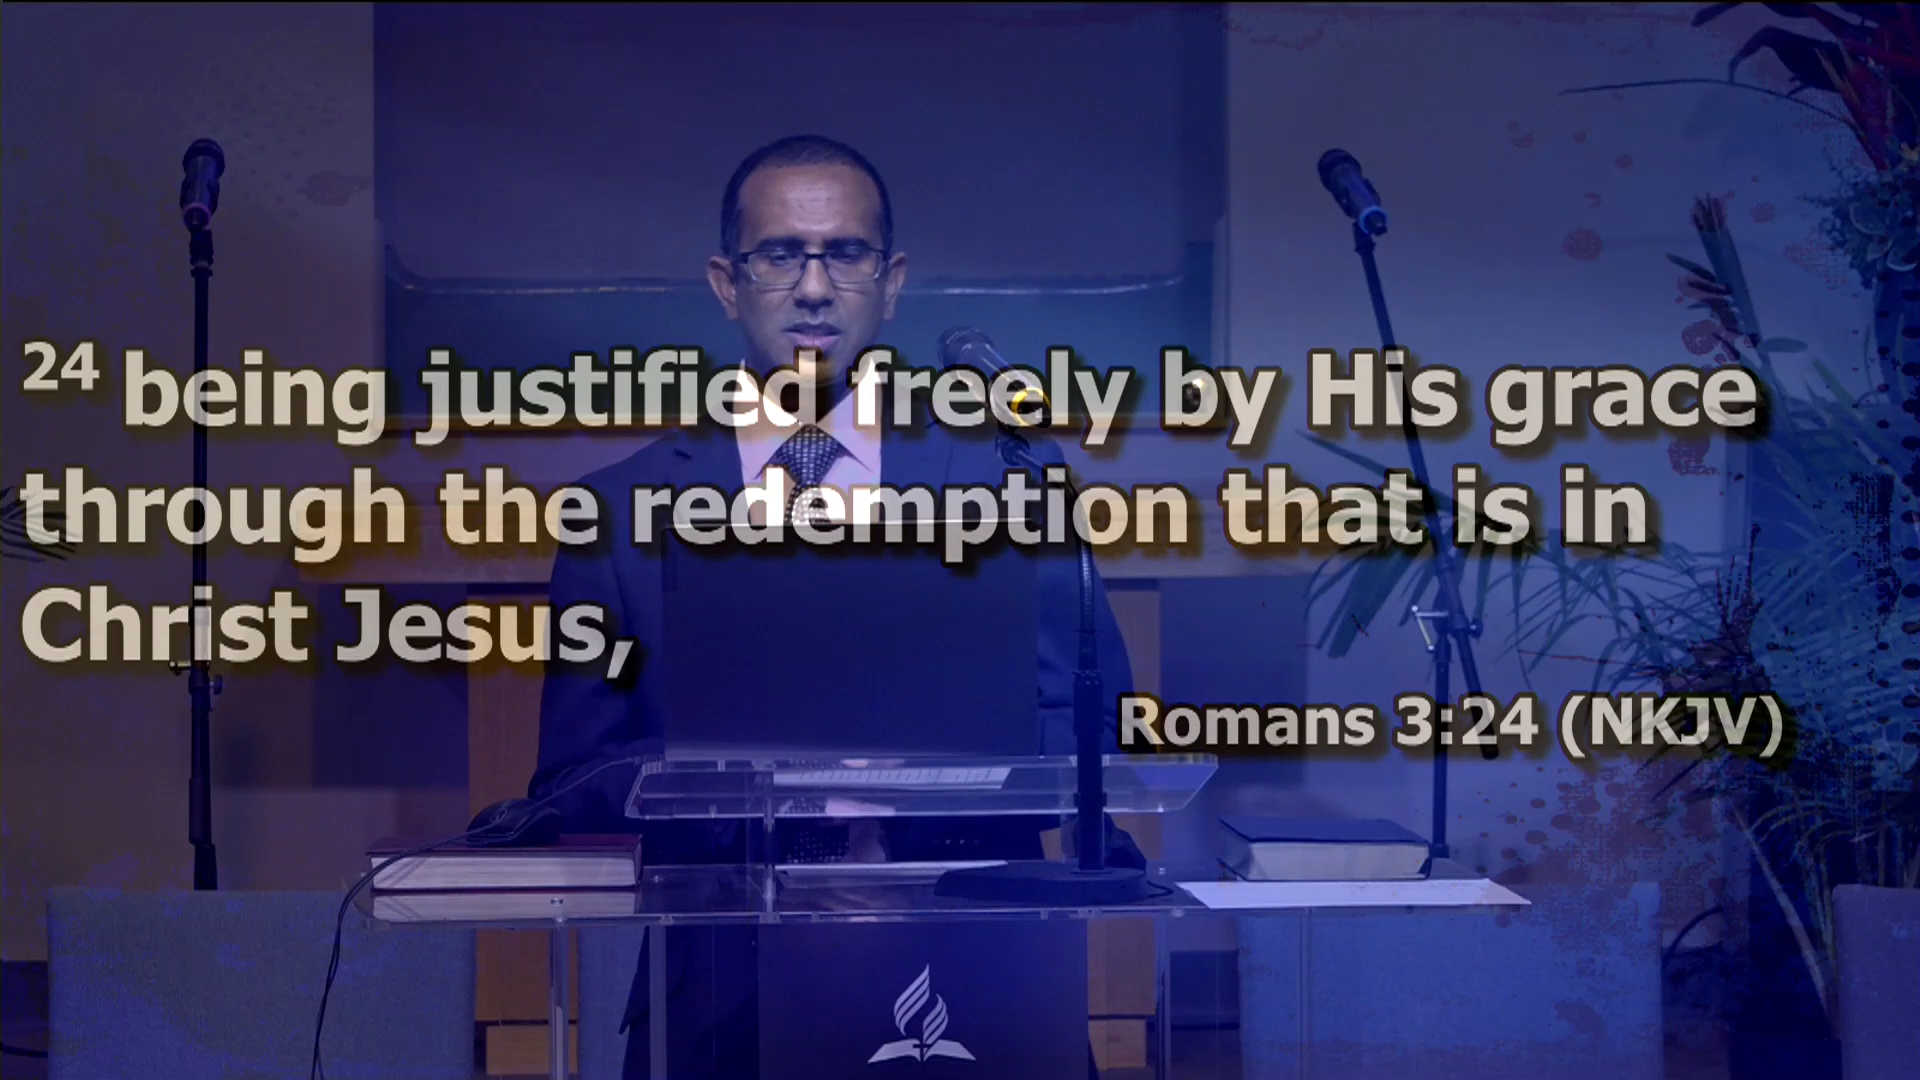 24 being justified freely by His grace
through the redemption that is in
Christ Jesus,
Romans 3:24 (NKJV)